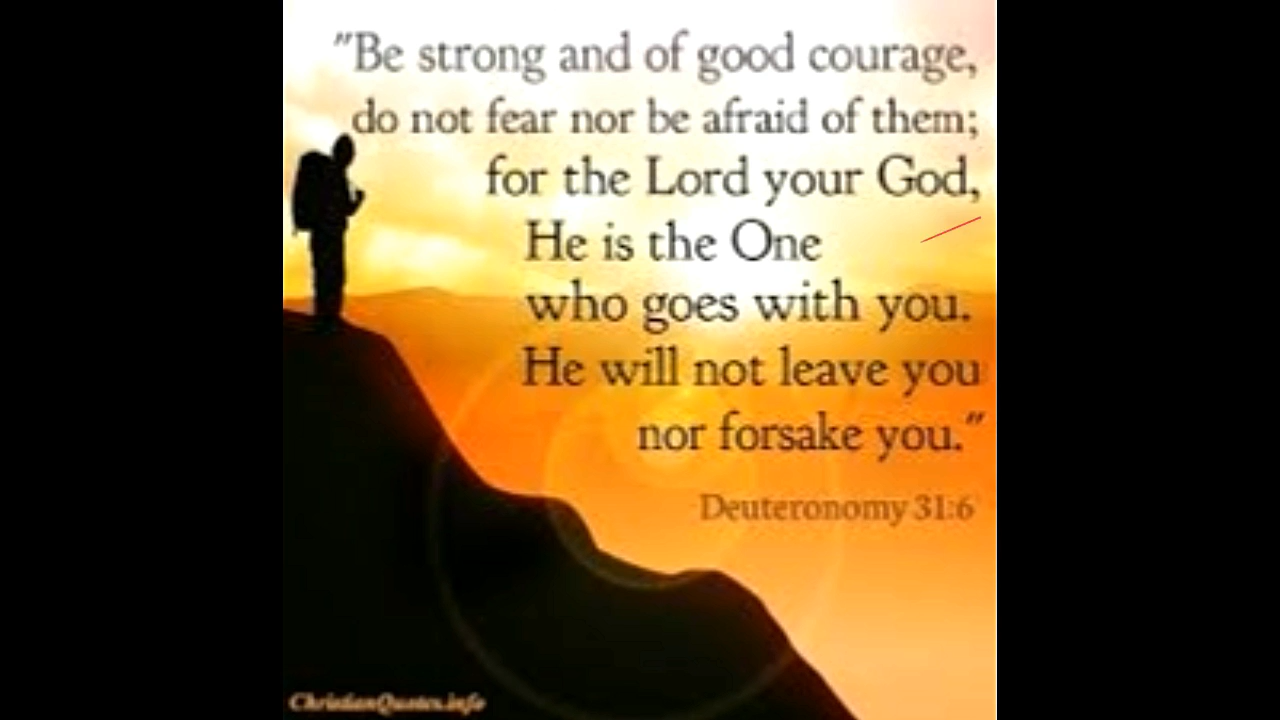 "Be strong and of good courage,
do not fear nor be afraid of them;
for the Lord your God,
He is the One
who goes with you.
He will not leave you
nor forsake you."
Deuteronomy 31:6
ChristianQuotes.info